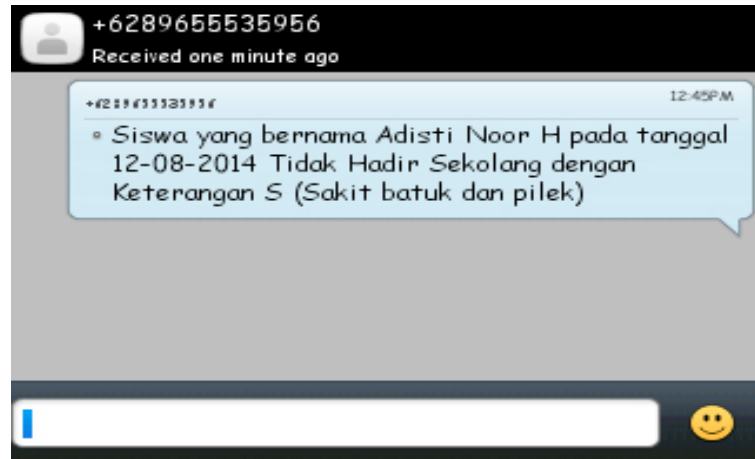 +6289655535956
Received one minute ago
+6289655535956
12:45PM
Siswa yang bernama Adisti Noor H pada tanggal
12-08-2014 Tidak Hadir Sekolang dengan
Keterangan S (Sakit batuk dan pilek)